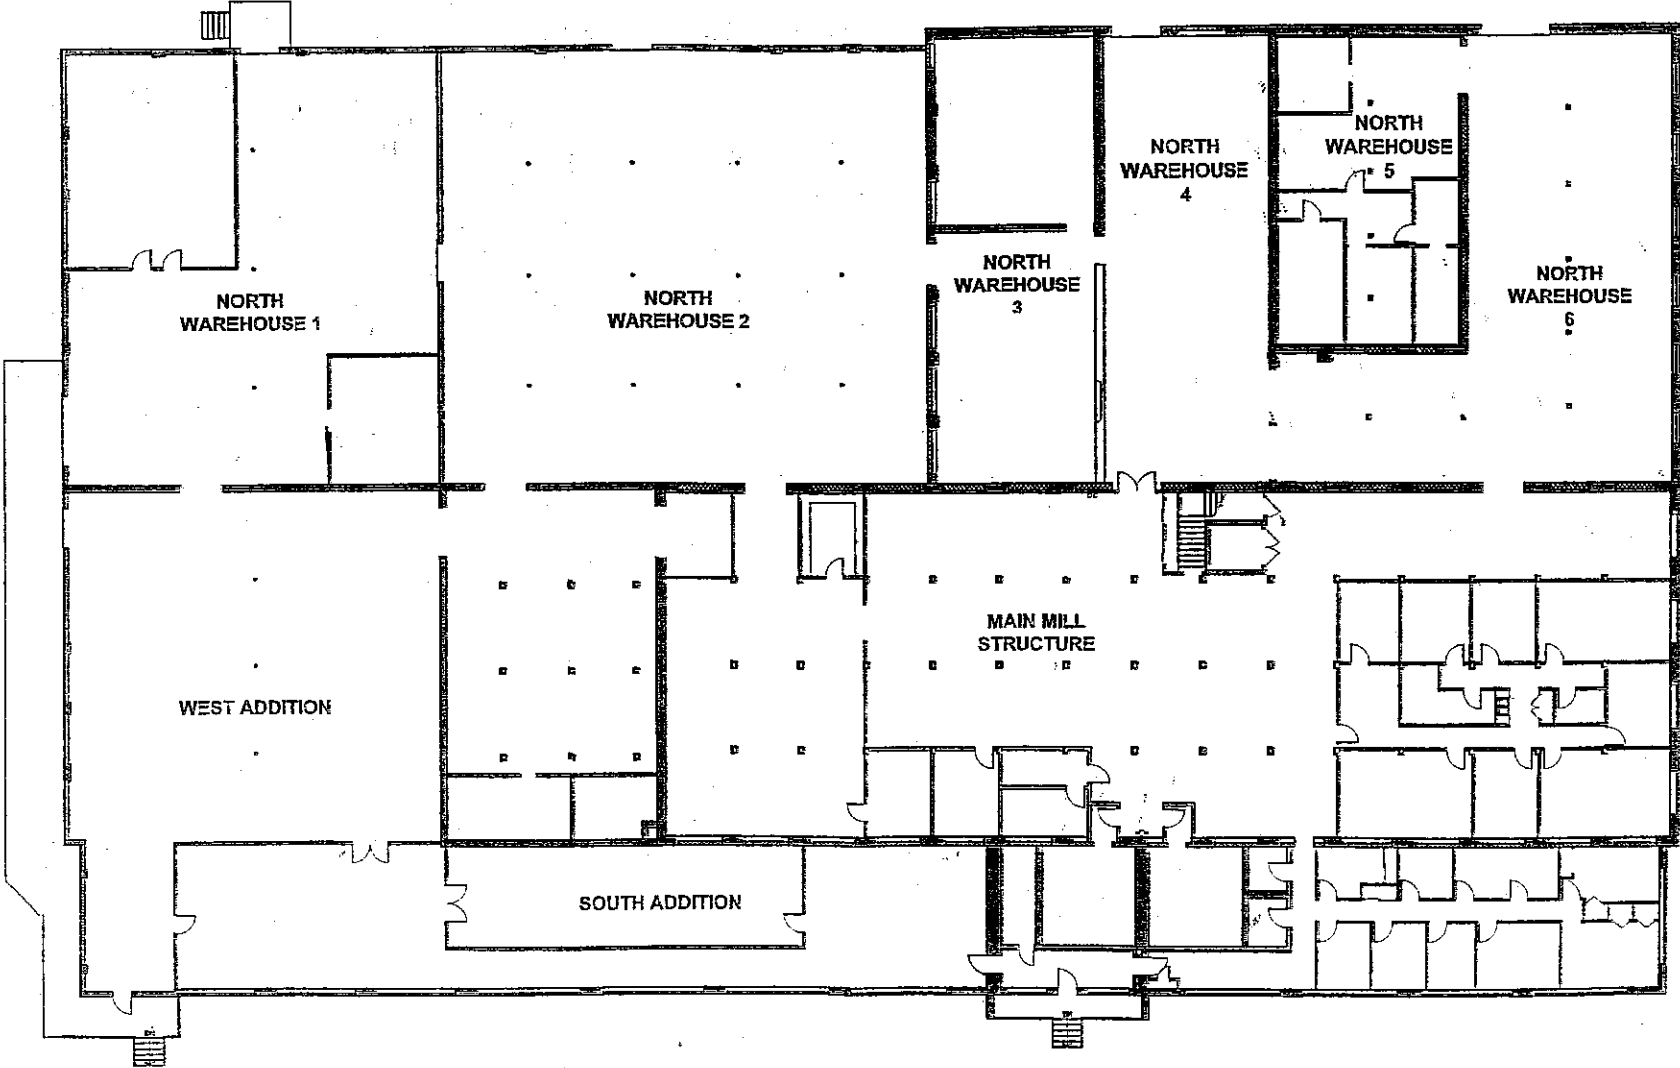 NORTH
WAREHOUSE 1
NORTH
WAREHOUSE 2
NORTH
WAREHOUSE
3
NORTH
WAREHOUSE
4
NORTH
WAREHOUSE
5
NORTH
WAREHOUSE
6
MAIN MILL
STRUCTURE
WEST ADDITION
SOUTH ADDITION